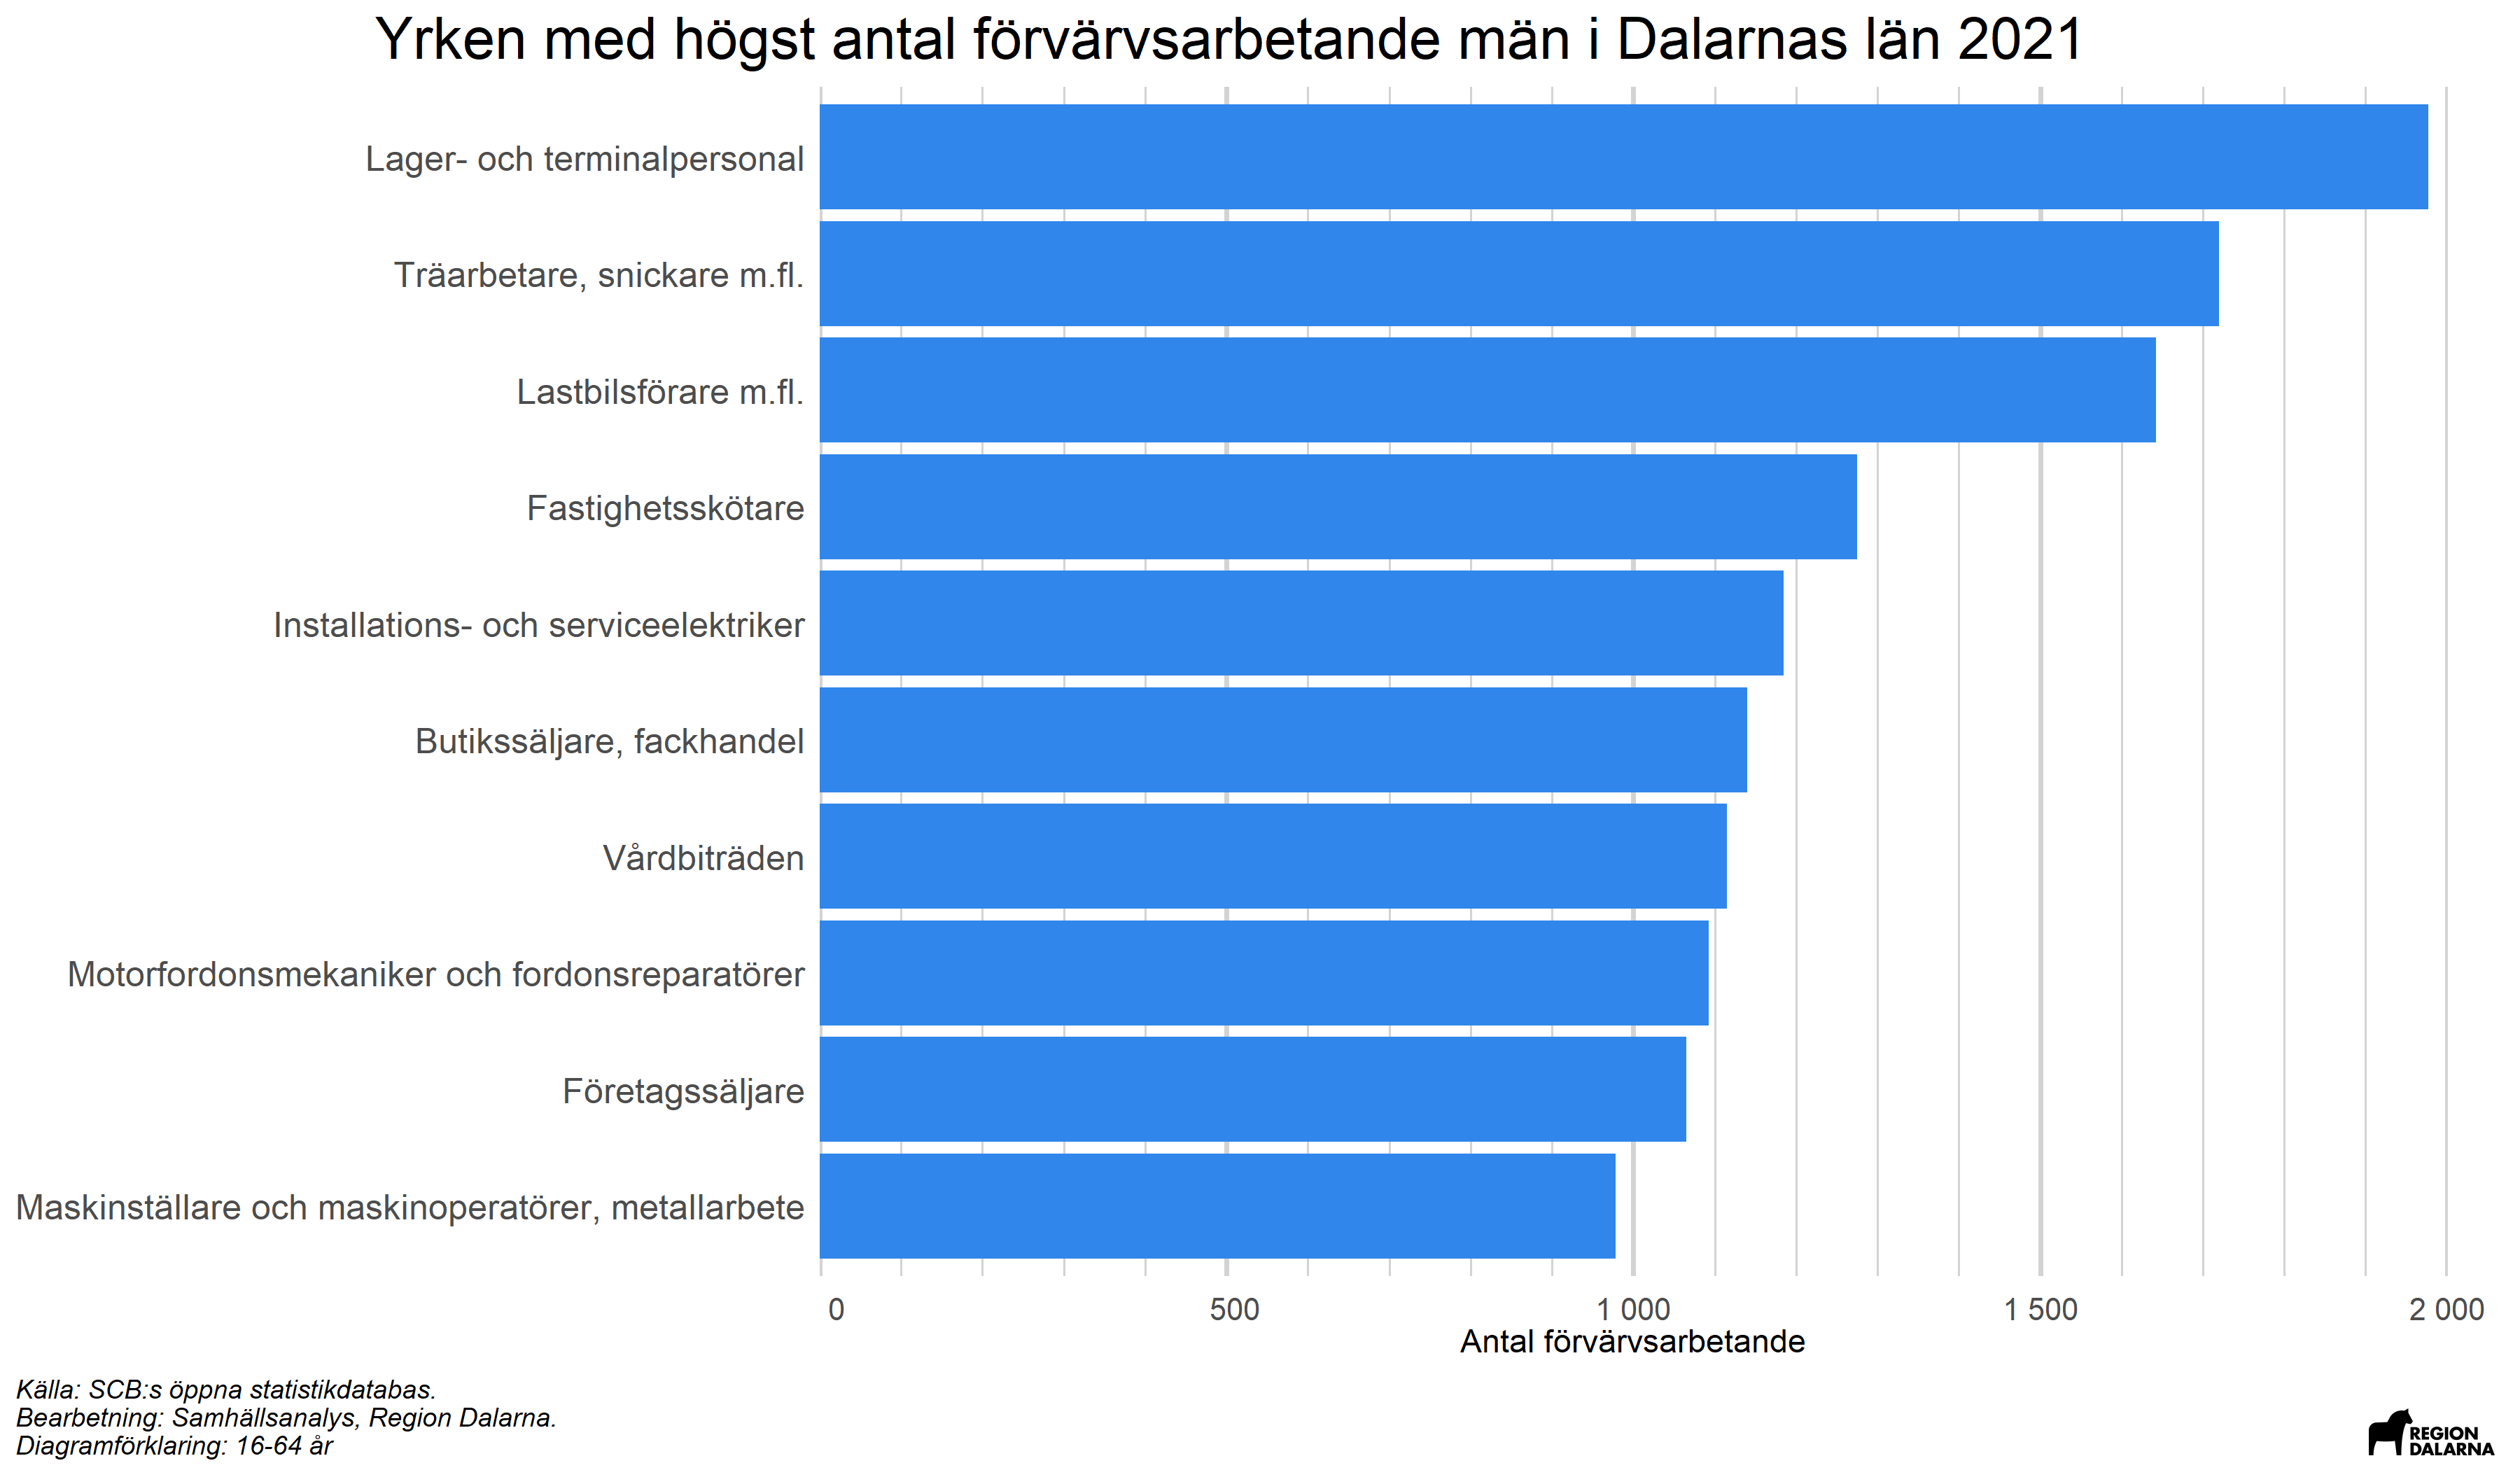 Yrken med högst antal förvärvsarbetande män i Dalarnas län 2021
Lager- och terminalpersonal
Träarbetare, snickare m.fl.
Lastbilsförare m.fl.
Fastighetsskötare
Installations- och serviceelektriker
Butikssäljare, fackhandel
Vårdbiträden
Motorfordonsmekaniker och fordonsreparatörer
Företagssäljare
Maskinställare och maskinoperatörer, metallarbete
0 500 1 000 1 500 2 000
Antal förvärvsarbetande
Källa: SCB:s öppna statistikdatabas.
Bearbetning: Samhällsanalys, Region Dalarna.
Diagramförklaring: 16-64 år
REGION
DALARNA